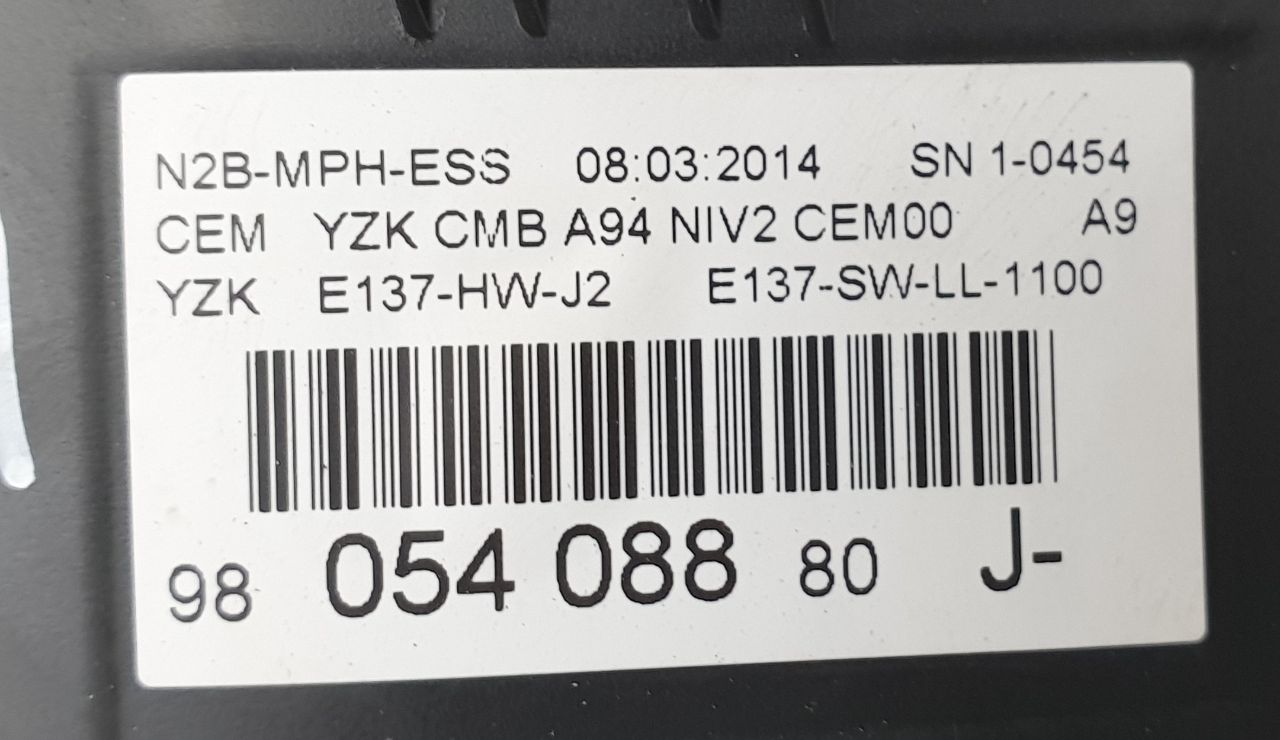 N2B-MPH-ESS 08:03:2014 SN 1-0454
CEM YZK CMB A94 NIV2 CEM00 A9
YZK E137-HW-J2 E137-SW-LL-1100
98 054 088 80 J-